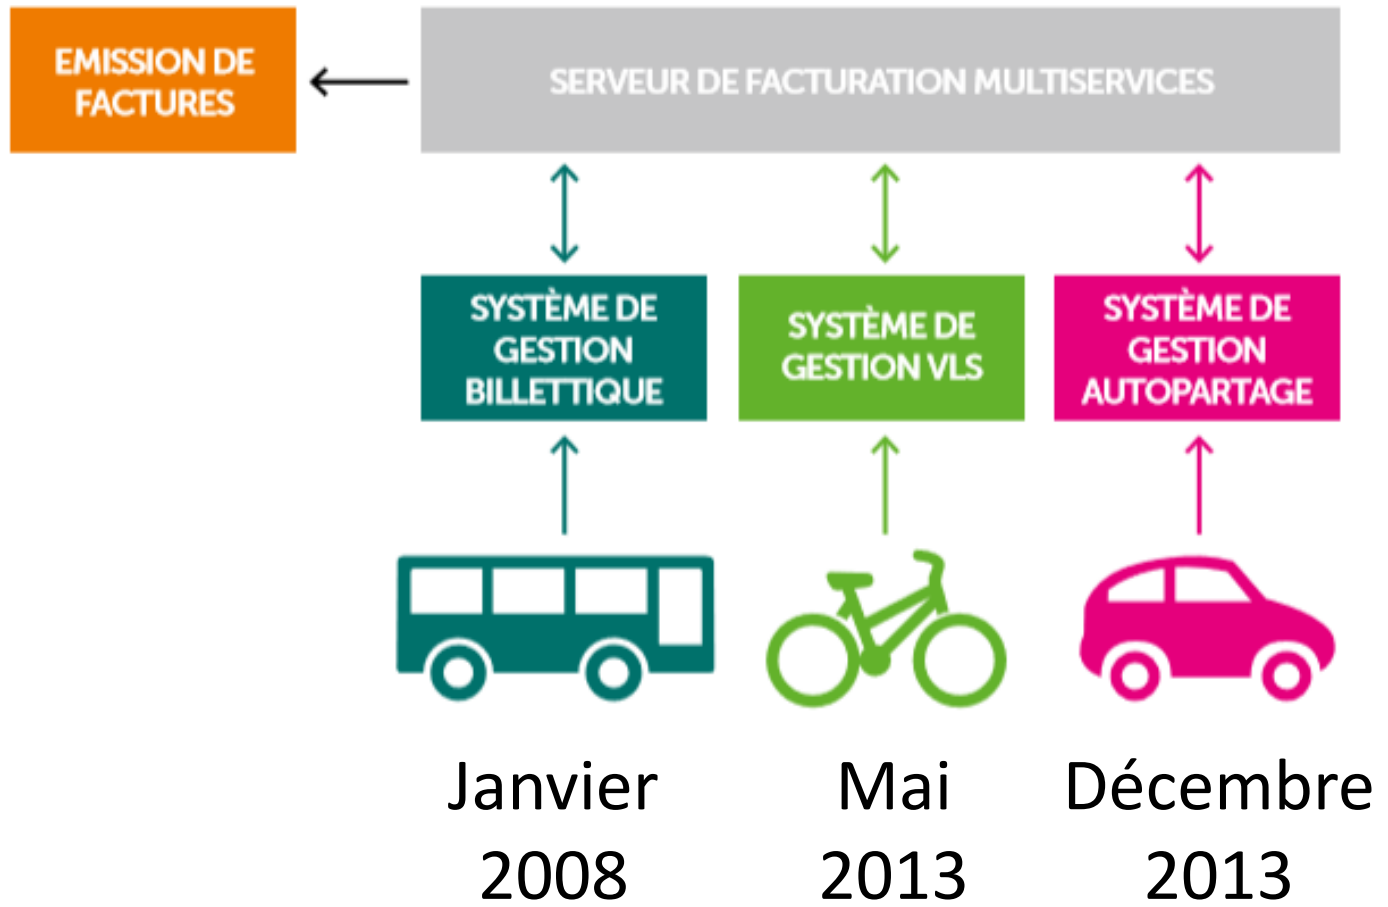 EMISSION DE
FACTURES
SERVEUR DE FACTURATION MULTISERVICES
SYSTÈME DE
GESTION
BILLETTIQUE
SYSTÈME DE
GESTION VLS
SYSTÈME DE
GESTION
AUTOPARTAGE
Janvier
2008
Mai
2013
Décembre
2013